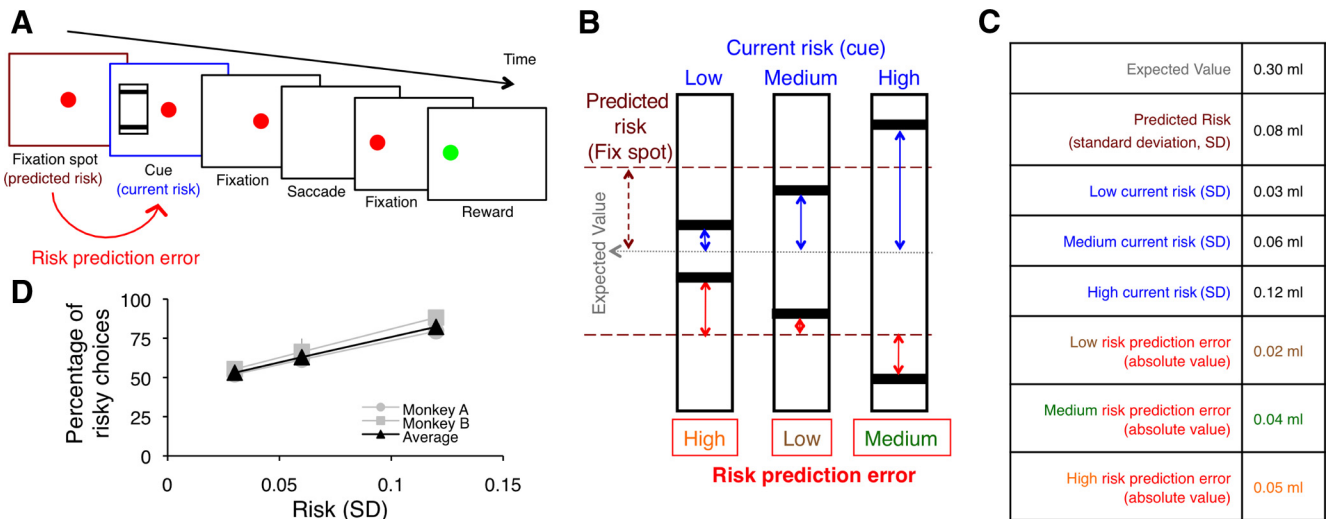 A
Time
Fixation spot
(predicted risk)
Cue
(current risk)
Fixation
Saccade
Fixation
Reward
Risk prediction error
B
Current risk (cue)
Low
Medium
High
Predicted
risk
(Fix spot)
Expected Value
High
Low
Medium
Risk prediction error
C
Expected Value 0.30 ml
Predicted Risk
(standard deviation, SD) 0.08 ml
Low current risk (SD) 0.03 ml
Medium current risk (SD) 0.06 ml
High current risk (SD) 0.12 ml
Low risk prediction error
(absolute value) 0.02 ml
Medium risk prediction error
(absolute value) 0.04 ml
High risk prediction error
(absolute value) 0.05 ml
D
Percentage of
risky choices
100
75
50
25
0
Monkey A
Monkey B
Average
0 0.05 0.1 0.15
Risk (SD)